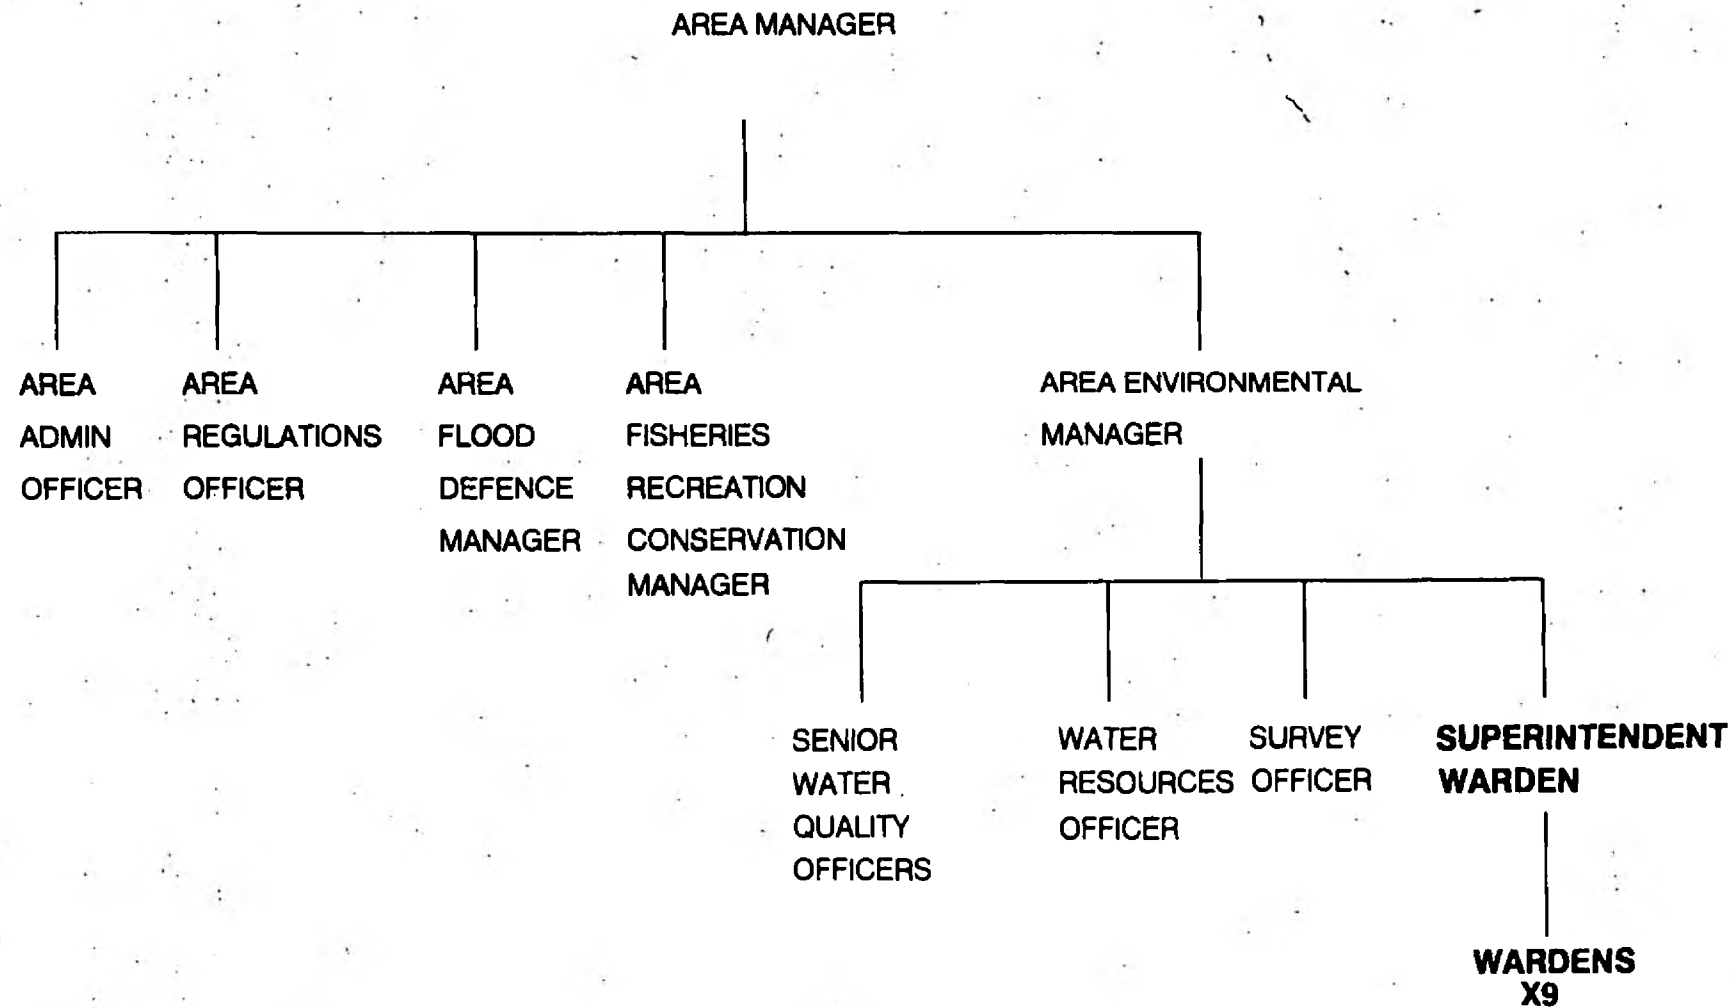 AREA MANAGER
AREA
ADMIN
OFFICER
AREA
REGULATIONS
OFFICER
AREA
FLOOD
DEFENCE
MANAGER
AREA
FISHERIES
RECREATION
CONSERVATION
MANAGER
AREA ENVIRONMENTAL
MANAGER
SENIOR
WATER
QUALITY
OFFICERS
WATER
RESOURCES
OFFICER
SURVEY
OFFICER
SUPERINTENDENT
WARDEN
WARDENS
X9